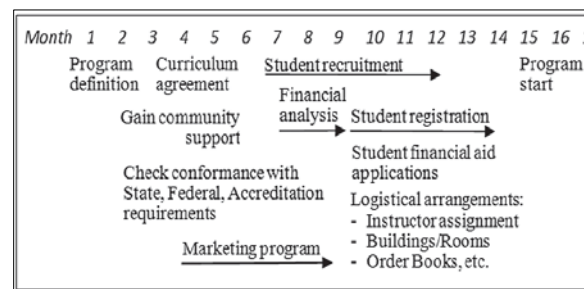 Month 1 2 3 4 5 6 7 8 9 10 11 12 13 14 15 16
Program definition
Curriculum agreement
Student recruitment
Program start
Gain community support
Financial analysis
Student registration
Check conformance with
State, Federal, Accreditation
requirements
Student financial aid
applications
Logistical arrangements:
- Instructor assignment
- Buildings/Rooms
- Order Books, etc.
Marketing program